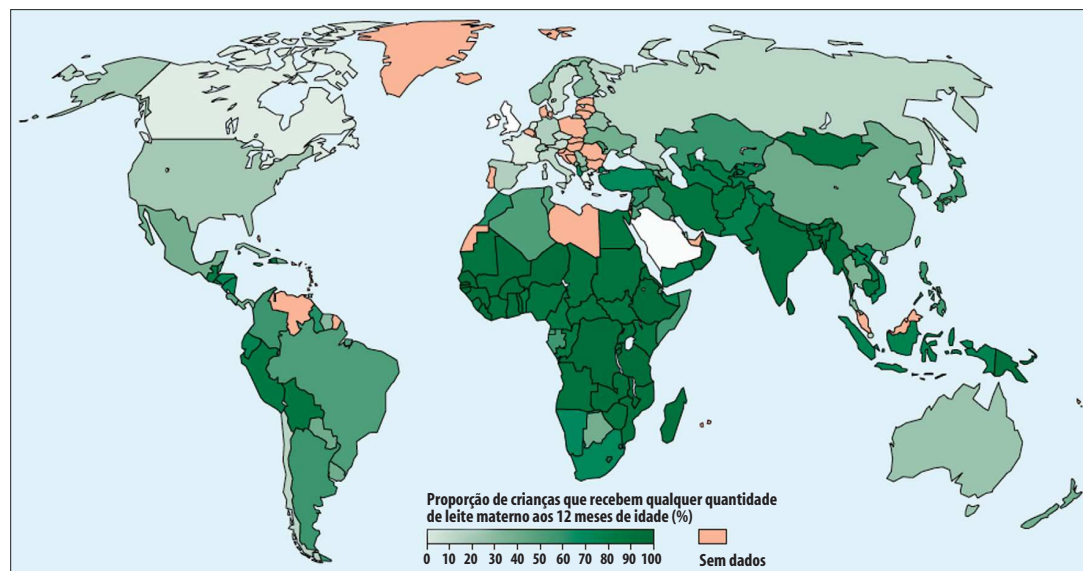 Proporção de crianças que recebem qualquer quantidade
de leite materno aos 12 meses de idade (%)
0 10 20 30 40 50 60 70 80 90 100
Sem dados